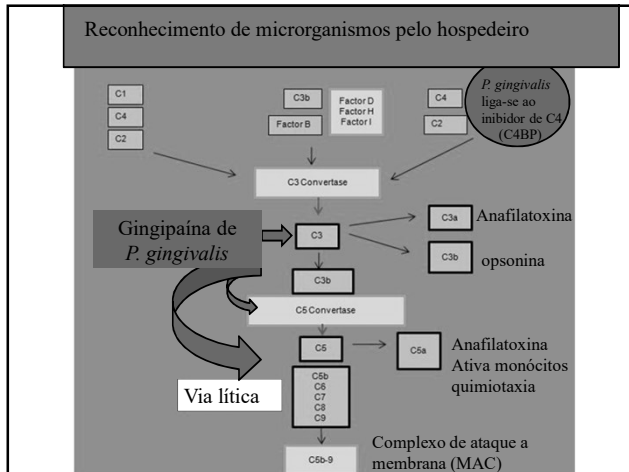 Reconhecimento de microrganismos pelo hospedeiro
C1
C4
C2
C3b
Factor B
Factor D
Factor H
Factor I
C4
C2
P. gingivalis
liga-se ao
inibidor de C4
(C4BP)
C3 Convertase
Gingipaína de
P. gingivalis
C3
C3a
Anafilatoxina
C3b
opsonina
C3b
C5 Convertase
C5
C5a
Anafilatoxina
Ativa monócitos
quimiotaxia
Via lítica
C5b
C6
C7
C8
C9
C5b-9
Complexo de ataque a
membrana (MAC)